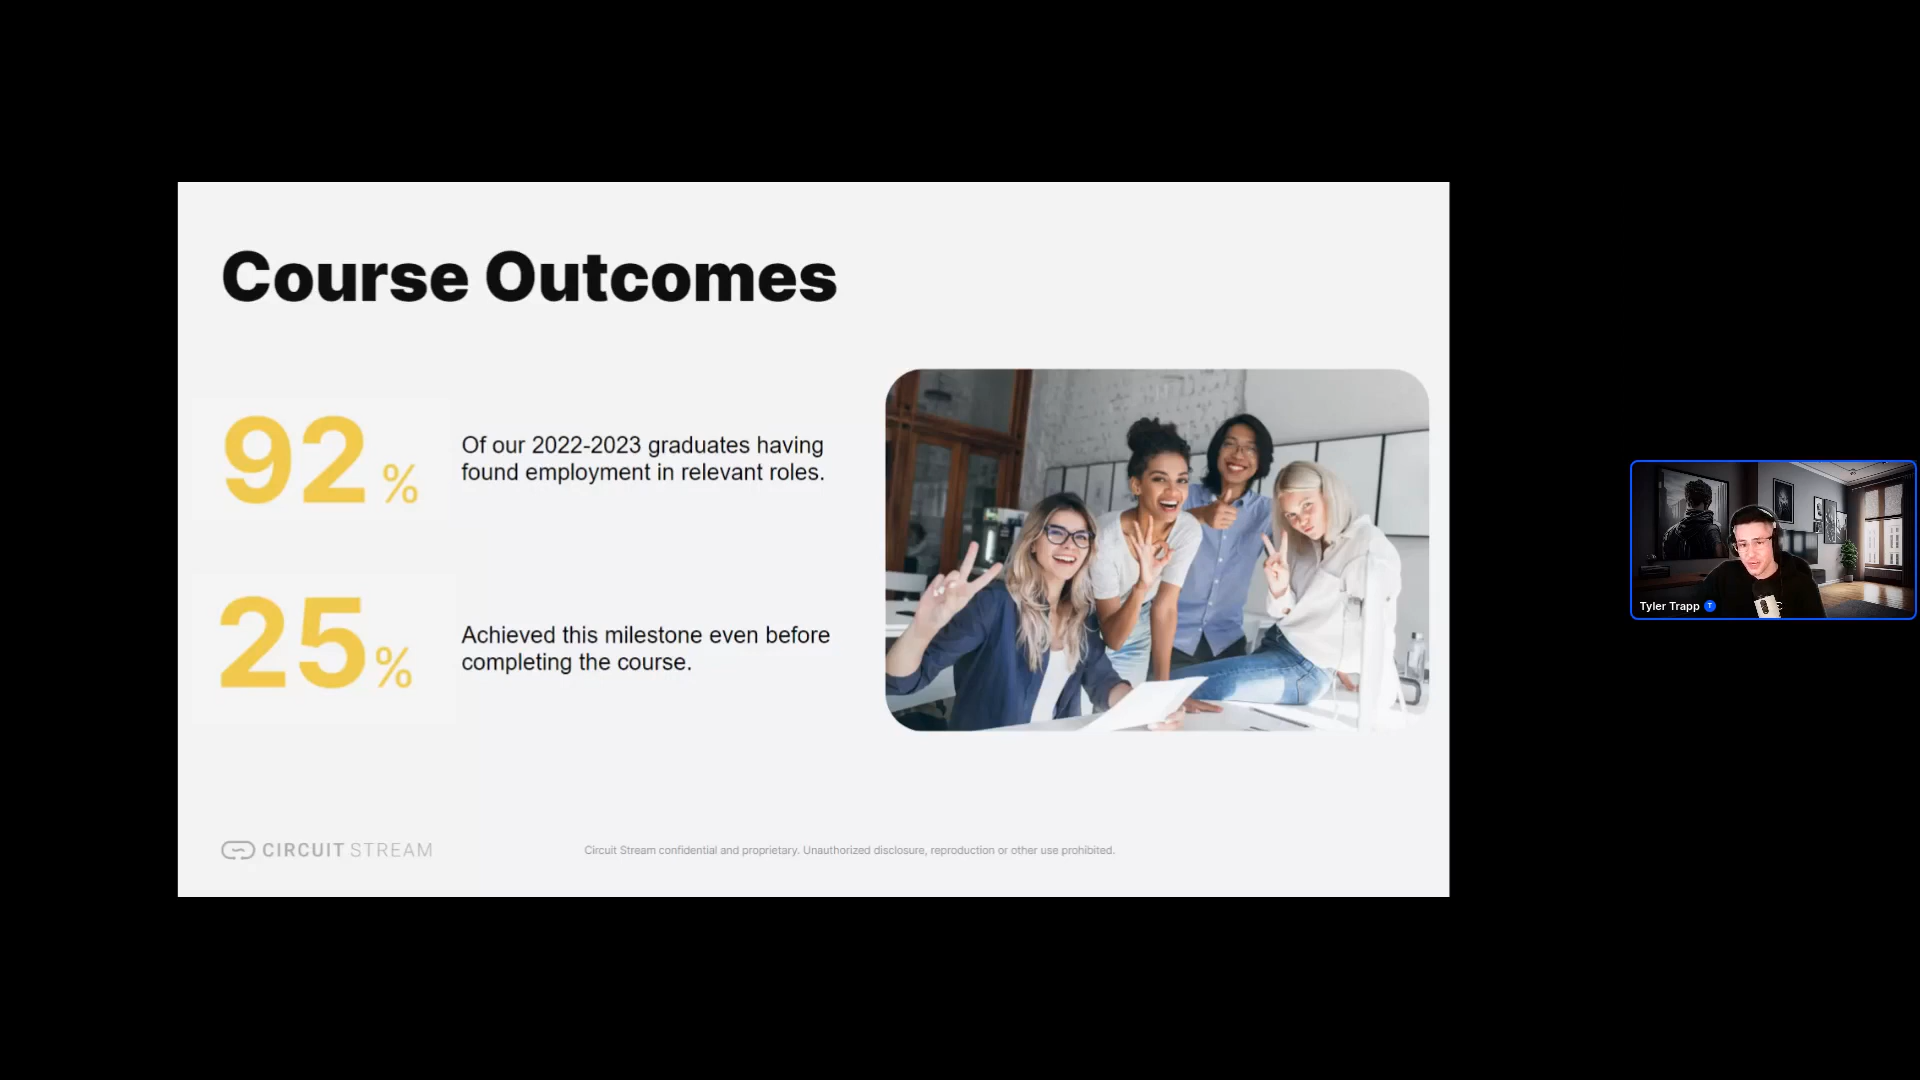 Course Outcomes
92 %
Of our 2022-2023 graduates having
found employment in relevant roles.
25 %
Achieved this milestone even before
completing the course.
CIRCUIT STREAM
Circuit Stream confidential and proprietary. Unauthorized disclosure, reproduction or other use prohibited.
Tyler Trapp T